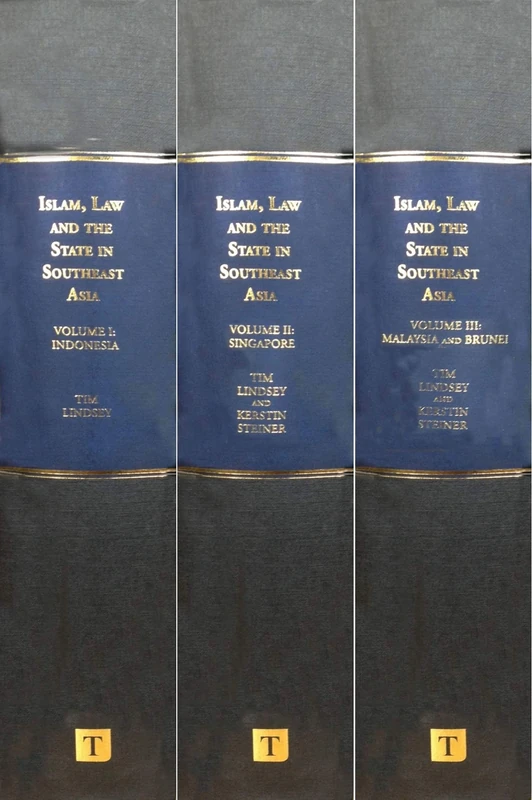 Islam, Law
and the
State in
Southeast
Asia
VOLUME I:
INDONESIA
TIM
LINDSEY
T
Islam, Law
and the
State in
Southeast
Asia
VOLUME II:
SINGAPORE
TIM
LINDSEY
AND
KERSTIN
STEINER
T
Islam, Law
and the
State in
Southeast
Asia
VOLUME III:
MALAYSIA AND BRUNEI
TIM
LINDSEY
AND
KERSTIN
STEINER
T